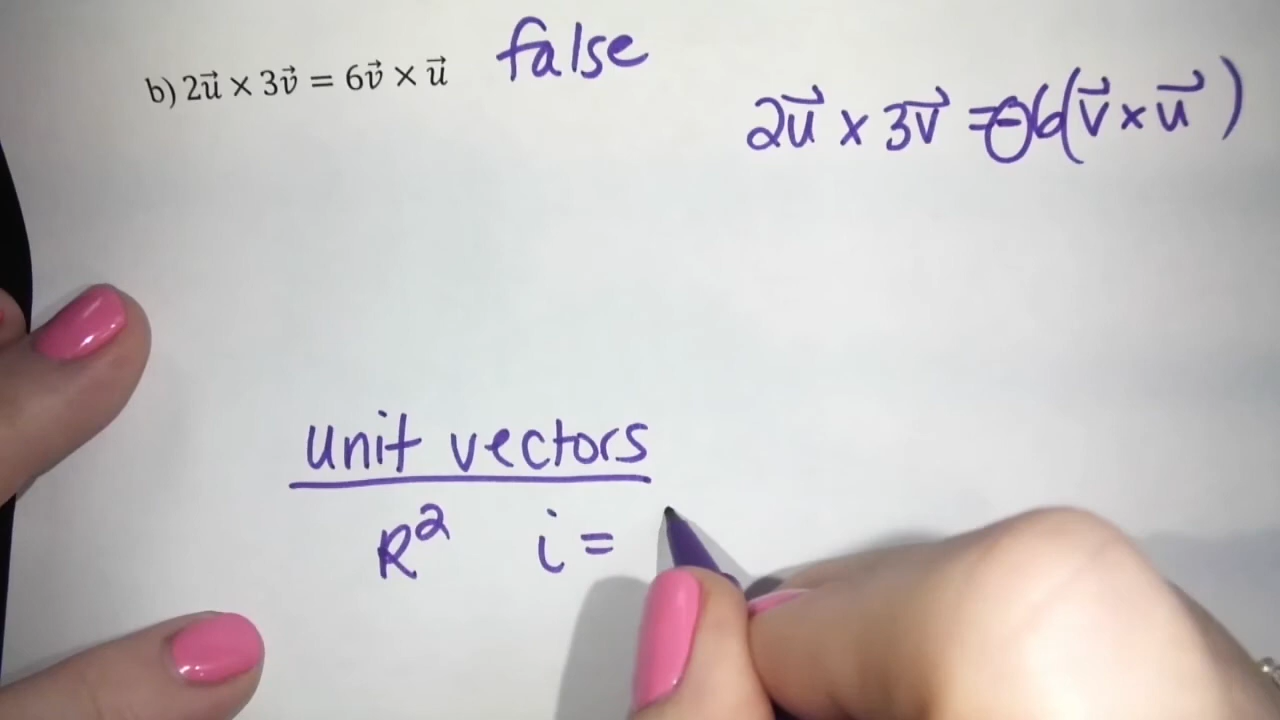 b) 2u⃗ × 3v⃗ = 6v⃗ × u⃗ false
2u⃗ × 3v⃗ = -6(v⃗ × u⃗)
unit vectors
R² i =